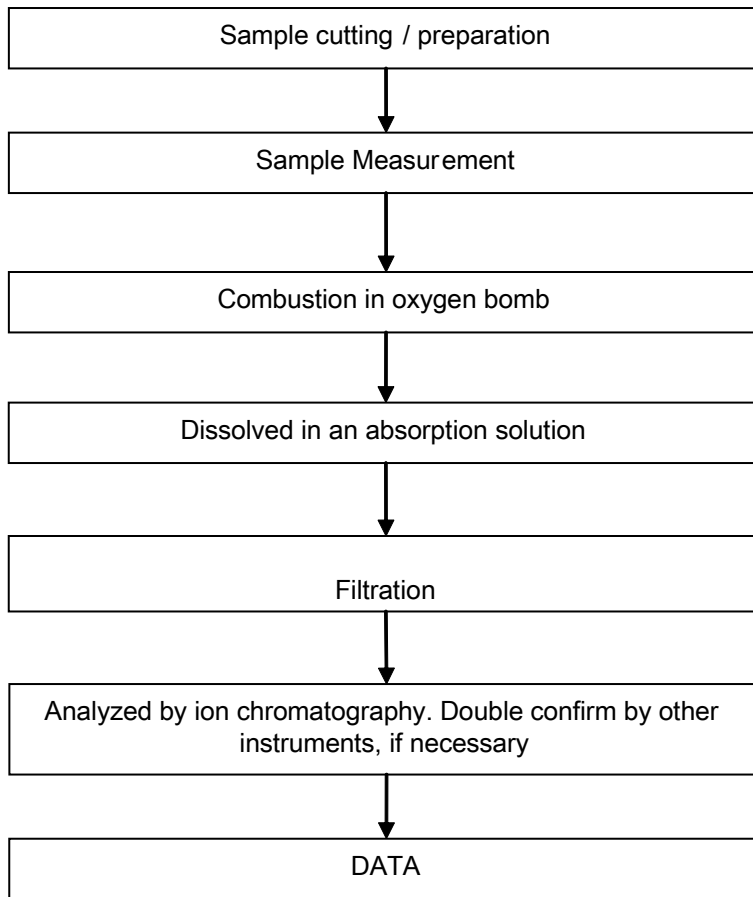 Sample cutting / preparation
Sample Measurement
Combustion in oxygen bomb
Dissolved in an absorption solution
Filtration
Analyzed by ion chromatography. Double confirm by other
instruments, if necessary
DATA